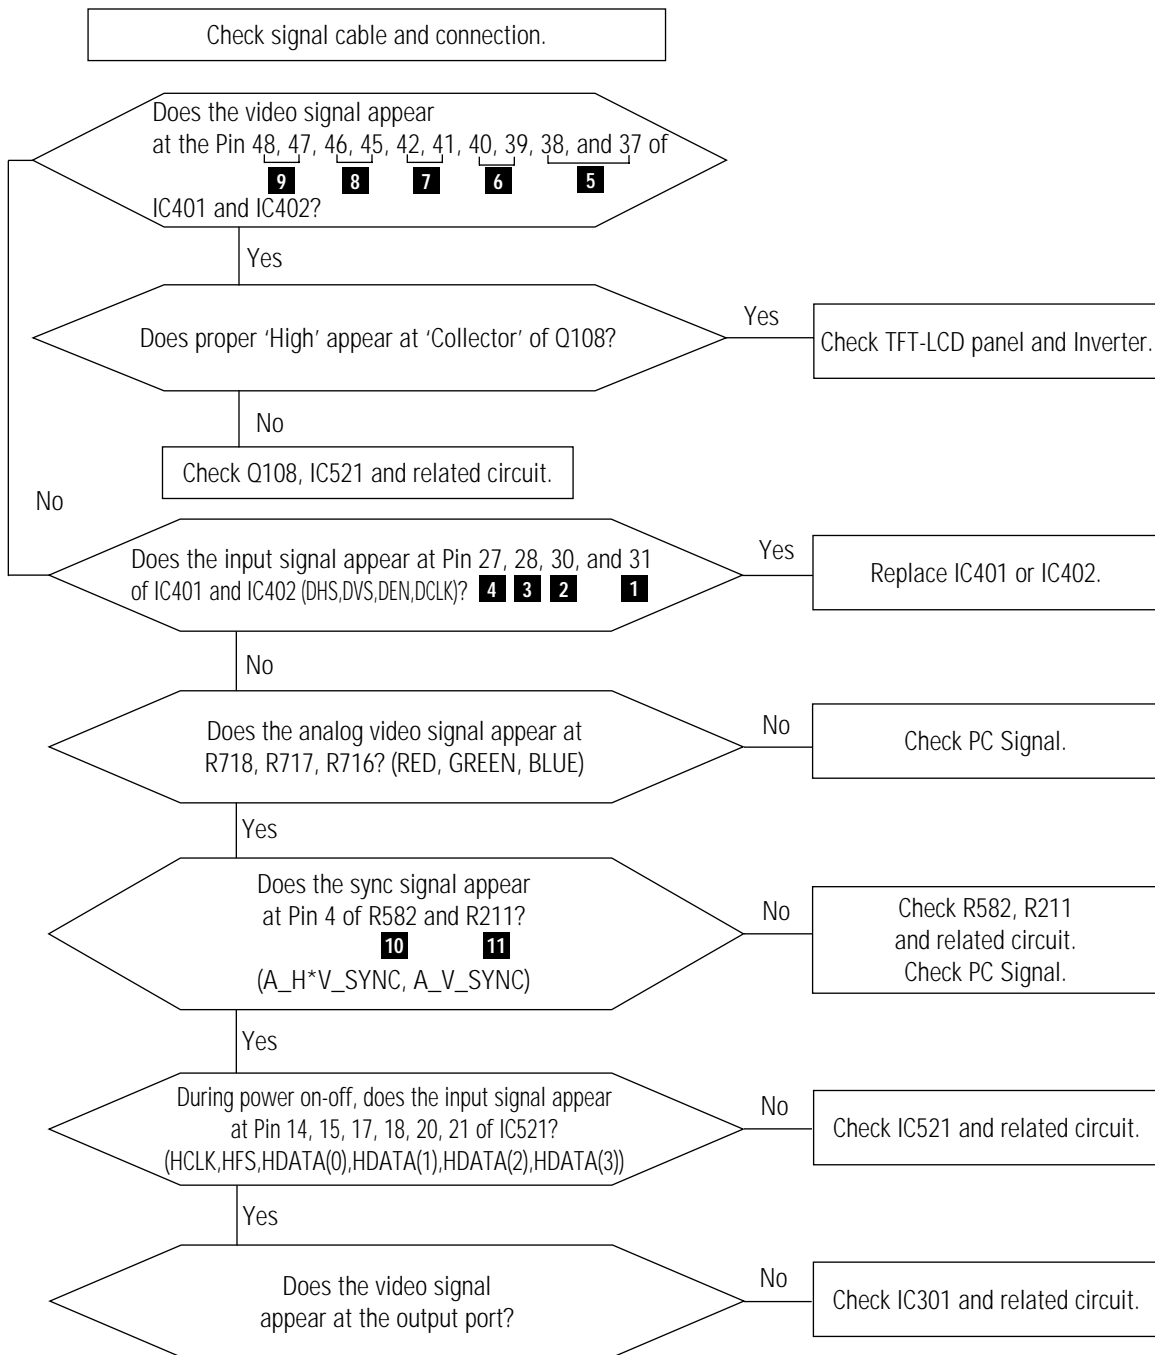 Check signal cable and connection.
Does the video signal appear
at the Pin 48, 47, 46, 45, 42, 41, 40, 39, 38, and 37 of
9 8 7 6 5
IC401 and IC402?
Yes
Does proper ‘High’ appear at ‘Collector’ of Q108?
Yes
Check TFT-LCD panel and Inverter.
No
Check Q108, IC521 and related circuit.
No
Does the input signal appear at Pin 27, 28, 30, and 31
of IC401 and IC402 (DHS,DVS,DEN,DCLK)? 4 3 2 1
Yes
Replace IC401 or IC402.
No
Does the analog video signal appear at
R718, R717, R716? (RED, GREEN, BLUE)
No
Check PC Signal.
Yes
Does the sync signal appear
at Pin 4 of R582 and R211?
10 11
(A_H*V_SYNC, A_V_SYNC)
No
Check R582, R211
and related circuit.
Check PC Signal.
Yes
During power on-off, does the input signal appear
at Pin 14, 15, 17, 18, 20, 21 of IC521?
(HCLK,HFS,HDATA(0),HDATA(1),HDATA(2),HDATA(3))
No
Check IC521 and related circuit.
Yes
Does the video signal
appear at the output port?
No
Check IC301 and related circuit.